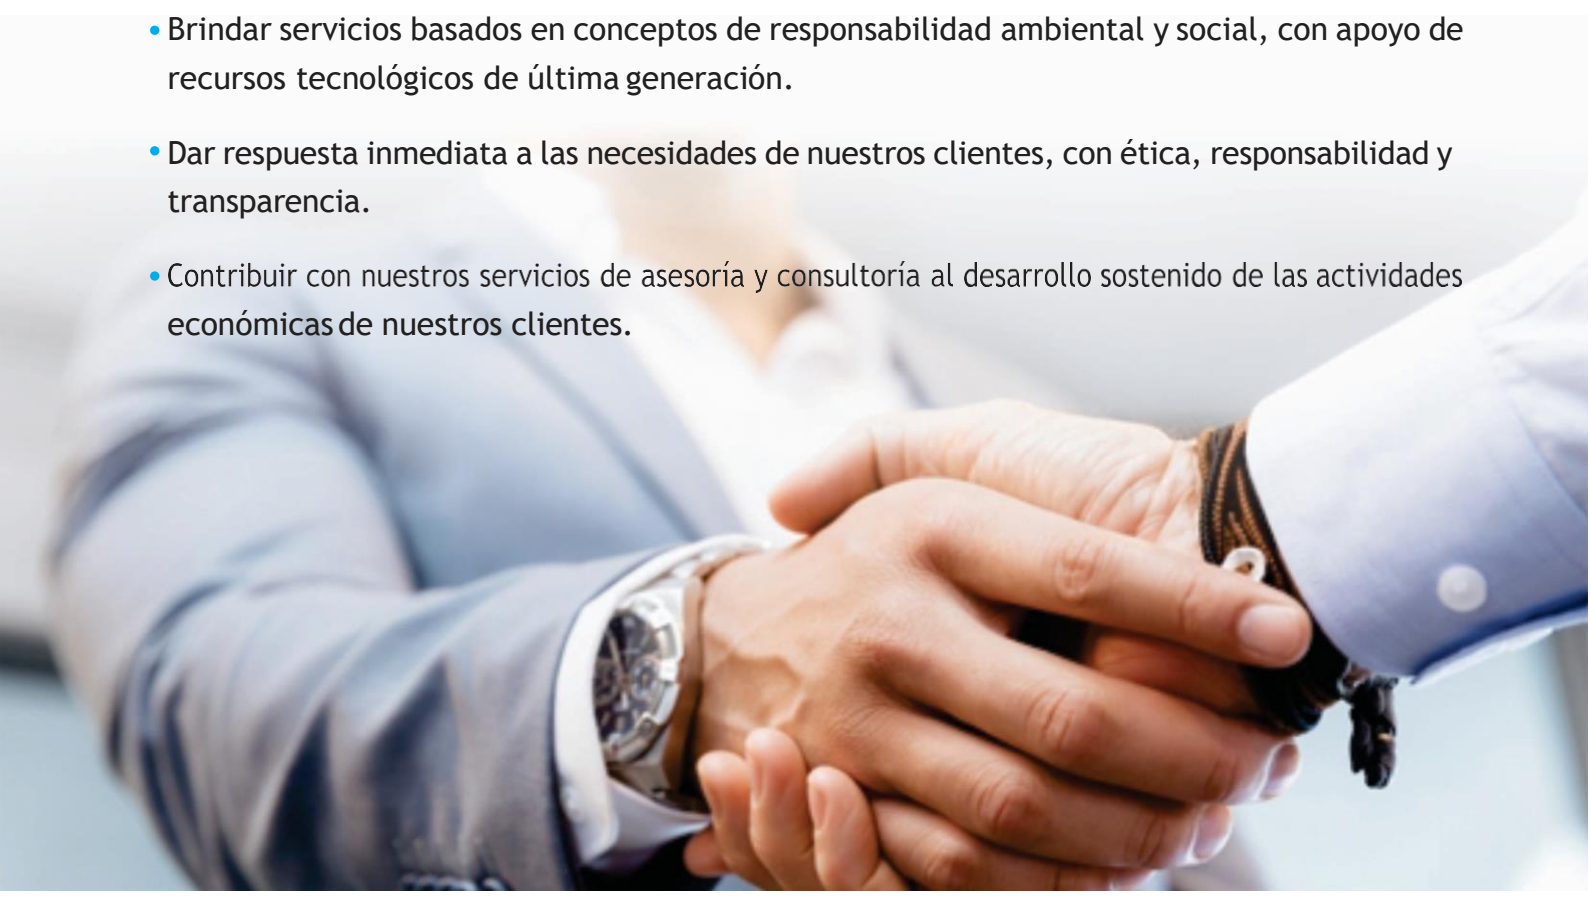 • Brindar servicios basados en conceptos de responsabilidad ambiental y social, con apoyo de
recursos tecnológicos de última generación.
• Dar respuesta inmediata a las necesidades de nuestros clientes, con ética, responsabilidad y
transparencia.
• Contribuir con nuestros servicios de asesoría y consultoría al desarrollo sostenido de las actividades
económicas de nuestros clientes.